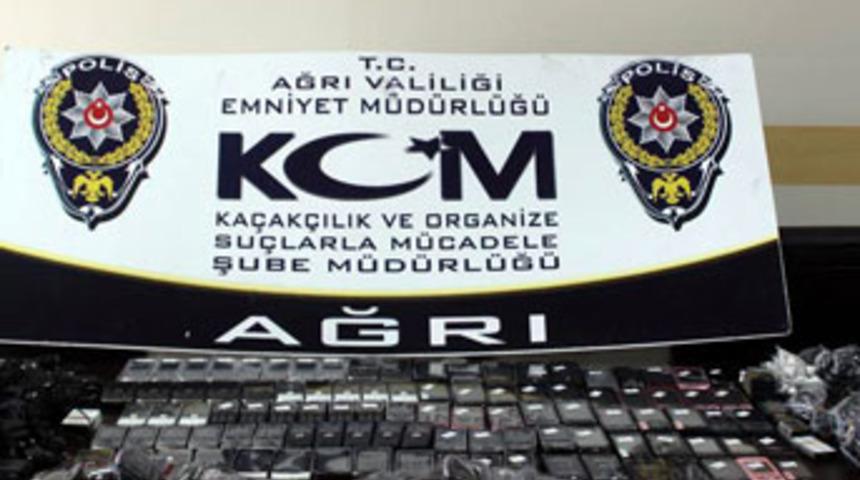 POLİS
POLİS
T.C.
AĞRI VALİLİĞİ
EMNİYET MÜDÜRLÜĞÜ
KOM
KAÇAKÇILIK VE ORGANİZE
SUÇLARLA MÜCADELE
ŞUBE MÜDÜRLÜĞÜ
AĞRI